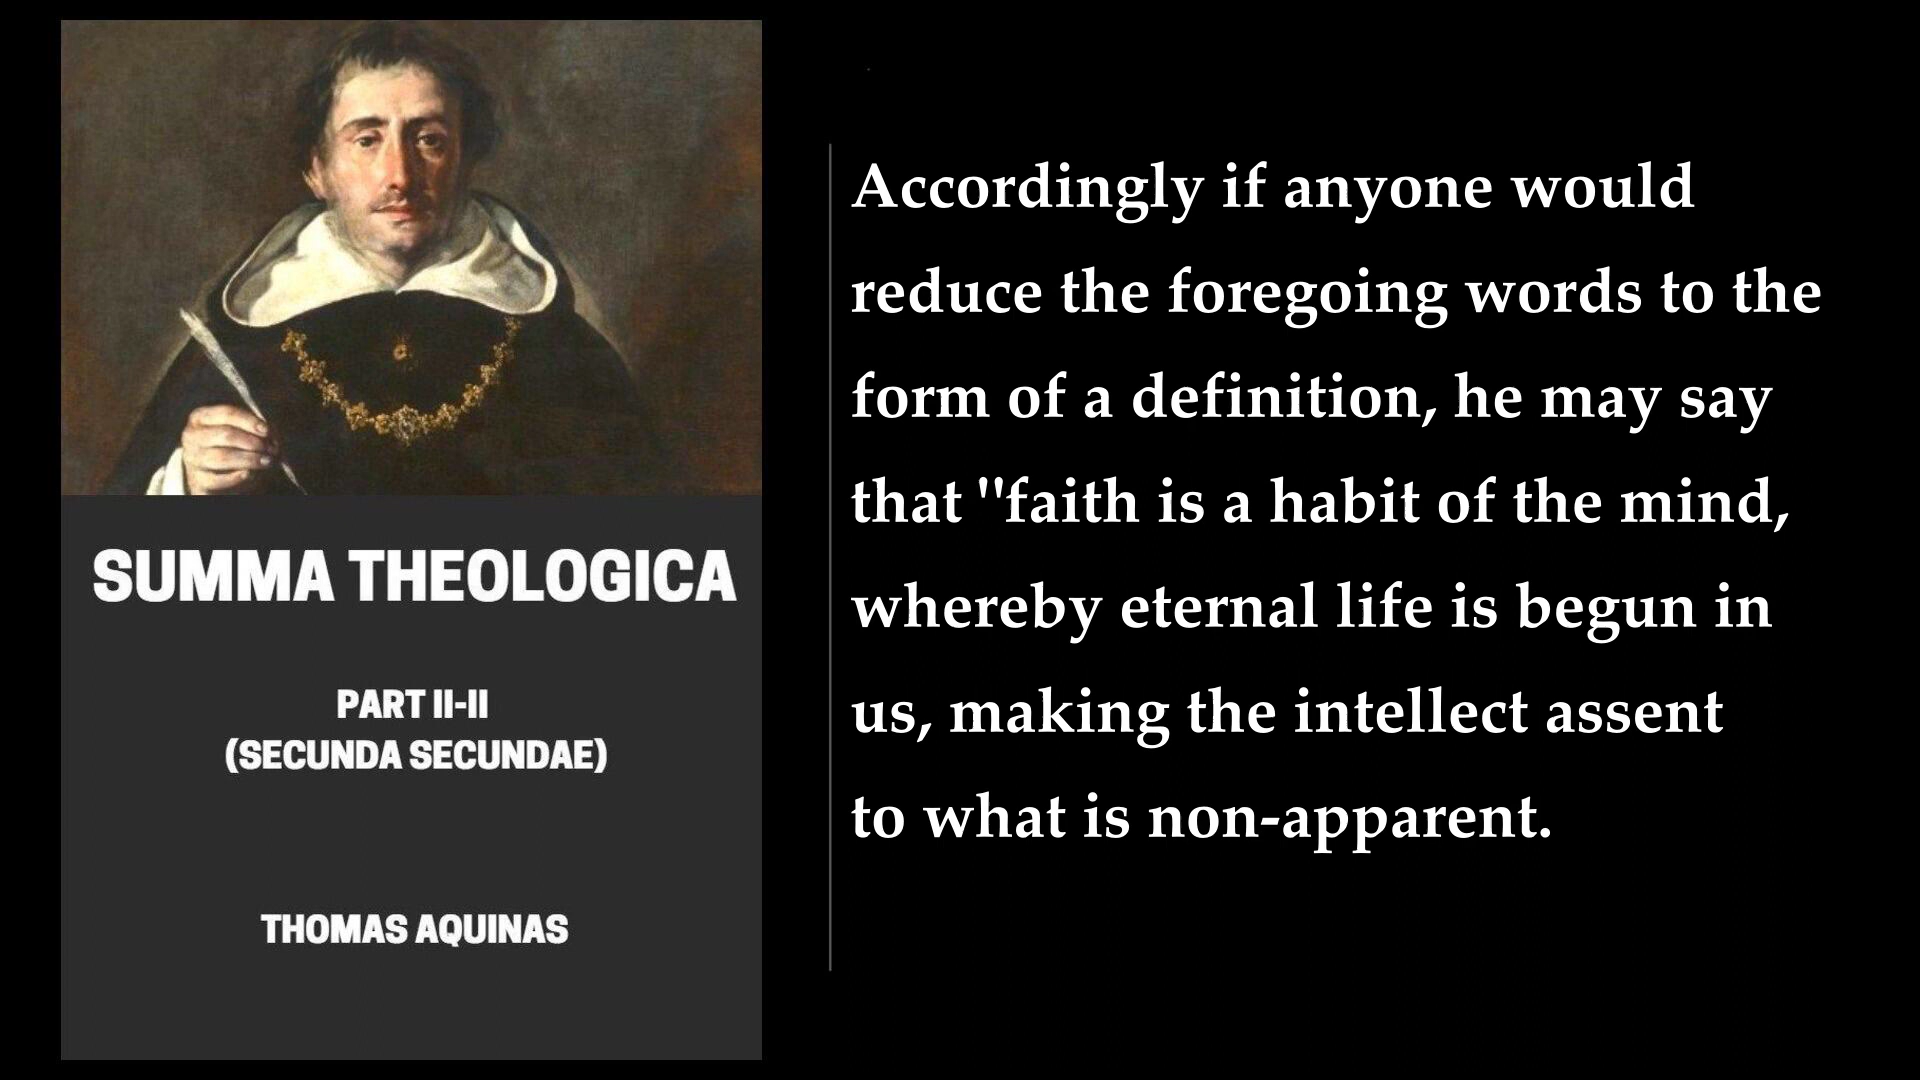 SUMMA THEOLOGICA
PART II-II
(SECUNDA SECUNDAE)
THOMAS AQUINAS
Accordingly if anyone would
reduce the foregoing words to the
form of a definition, he may say
that "faith is a habit of the mind,
whereby eternal life is begun in
us, making the intellect assent
to what is non-apparent.